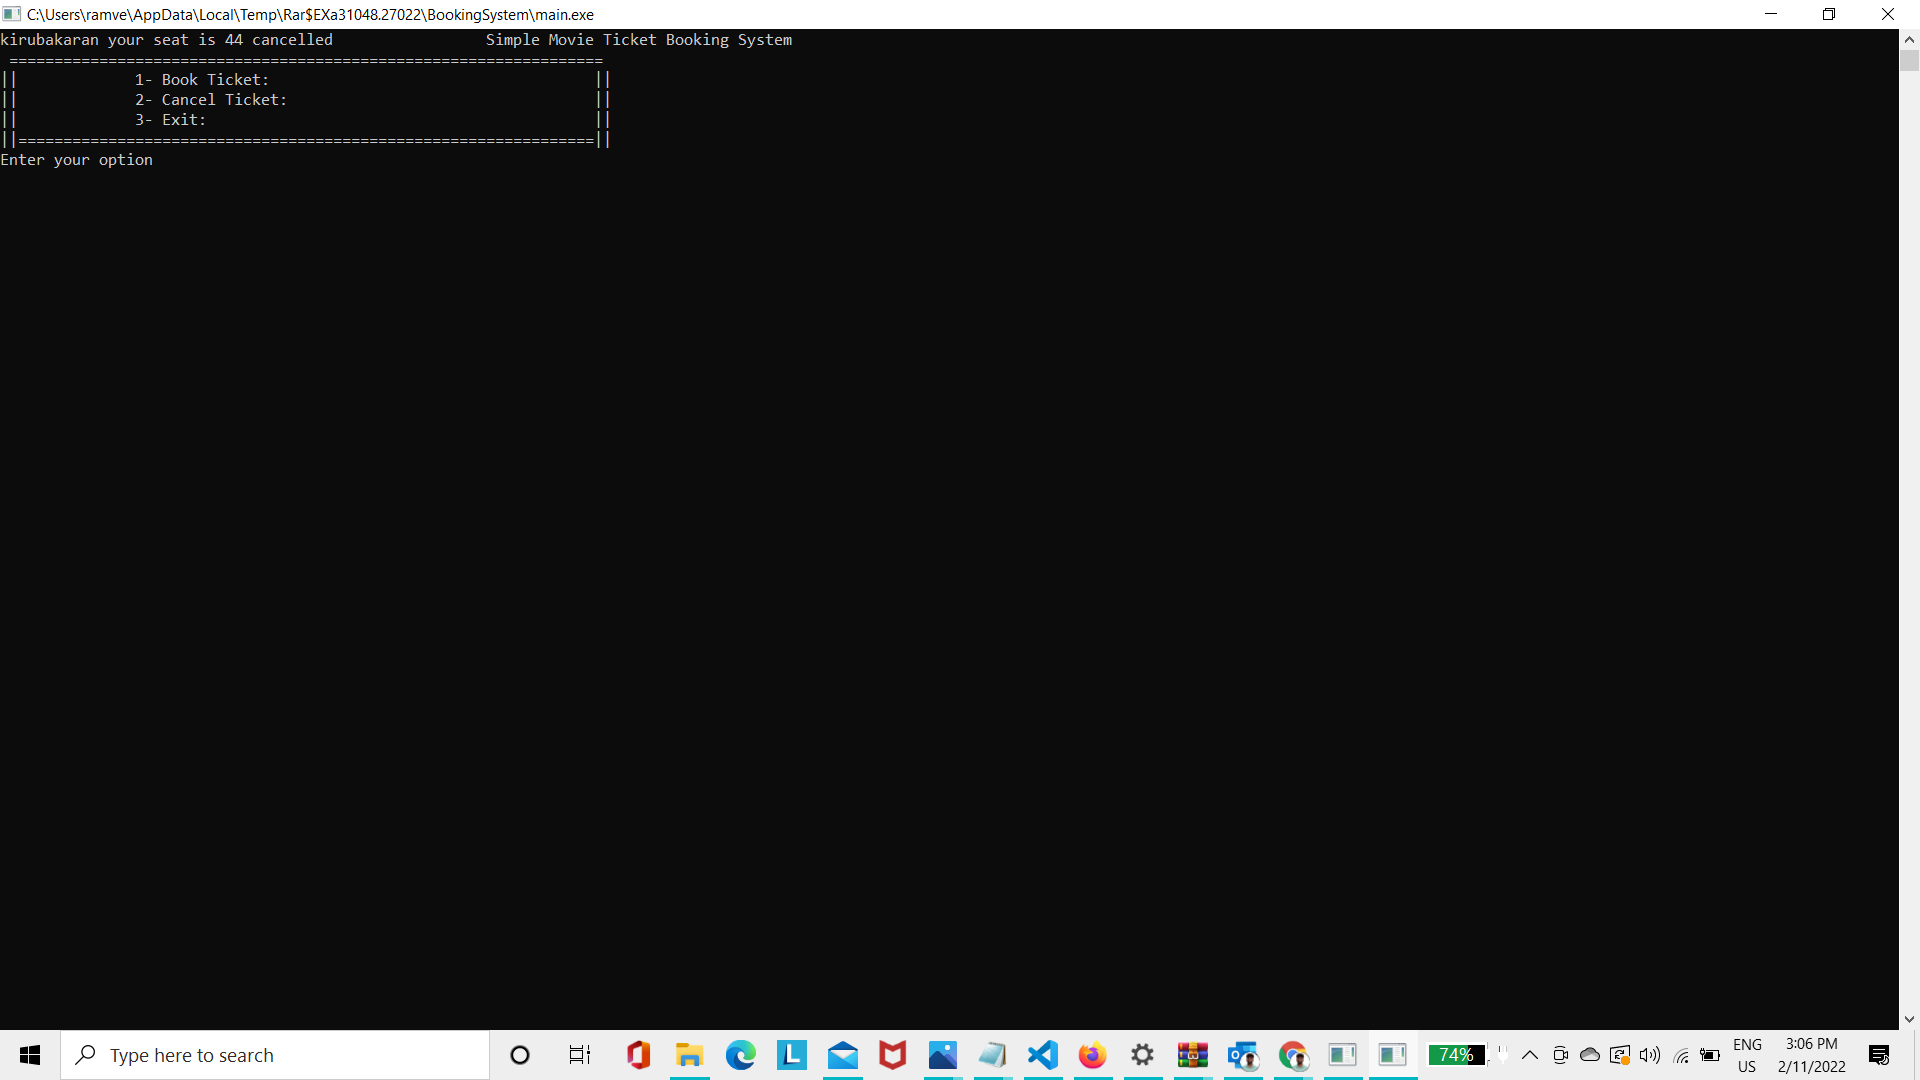 C:\Users\ramve\AppData\Local\Temp\Rar$EXa31048.27022\BookingSystem\main.exe
kirubakaran your seat is 44 cancelled                 Simple Movie Ticket Booking System
 ==================================================================
||             1- Book Ticket:                                    ||
||             2- Cancel Ticket:                                  ||
||             3- Exit:                                           ||
||================================================================||
Enter your option
Type here to search
L
74%
ENG
US
3:06 PM
2/11/2022